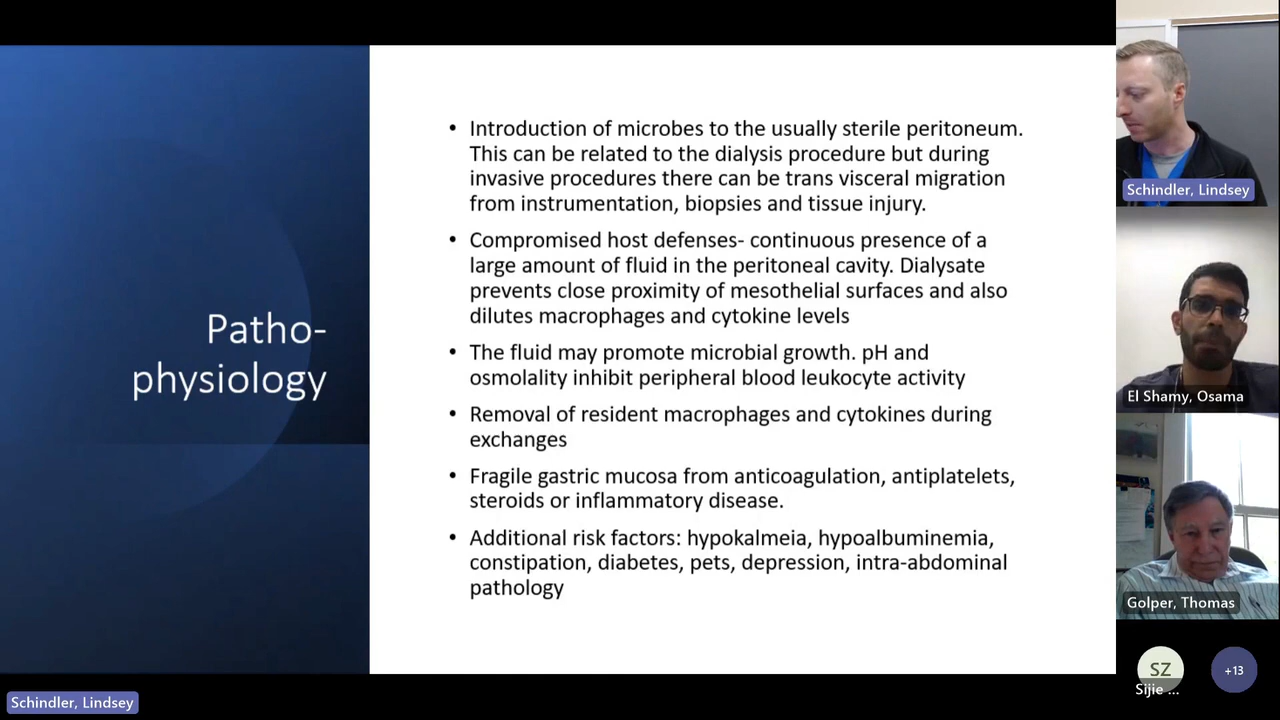 Patho-
physiology
• Introduction of microbes to the usually sterile peritoneum.
This can be related to the dialysis procedure but during
invasive procedures there can be trans visceral migration
from instrumentation, biopsies and tissue injury.
• Compromised host defenses- continuous presence of a
large amount of fluid in the peritoneal cavity. Dialysate
prevents close proximity of mesothelial surfaces and also
dilutes macrophages and cytokine levels
• The fluid may promote microbial growth. pH and
osmolality inhibit peripheral blood leukocyte activity
• Removal of resident macrophages and cytokines during
exchanges
• Fragile gastric mucosa from anticoagulation, antiplatelets,
steroids or inflammatory disease.
• Additional risk factors: hypokalmeia, hypoalbuminemia,
constipation, diabetes, pets, depression, intra-abdominal
pathology
Schindler, Lindsey
El Shamy, Osama
Golper, Thomas
SZ
Sijie ...
+13
Schindler, Lindsey